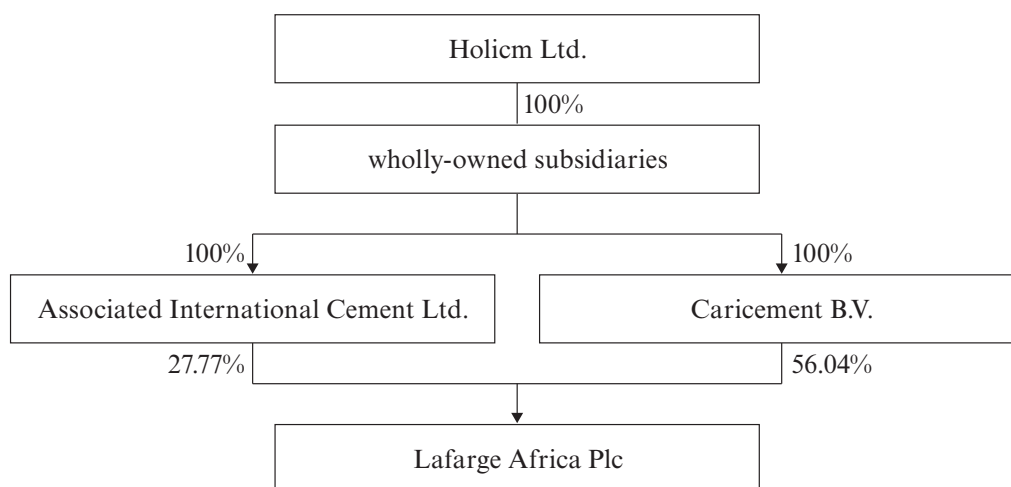 Holicm Ltd.
100%
wholly-owned subsidiaries
100%
100%
Associated International Cement Ltd.
Caricement B.V.
27.77%
56.04%
Lafarge Africa Plc